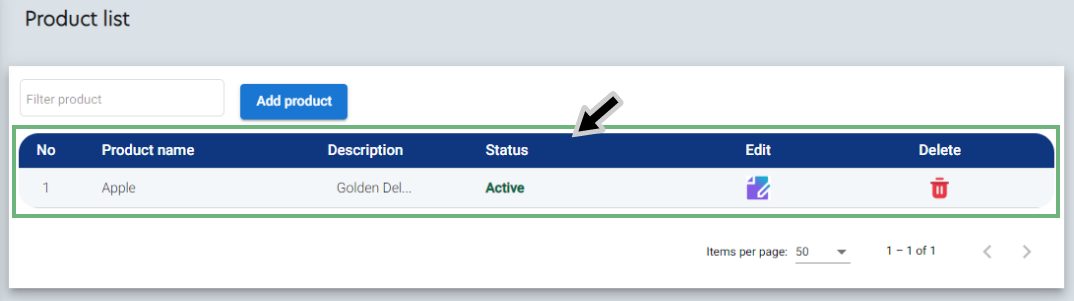 Product list
Filter product
Add product
No Product name Description Status Edit Delete
1 Apple Golden Del... Active
Items per page: 50 1 – 1 of 1